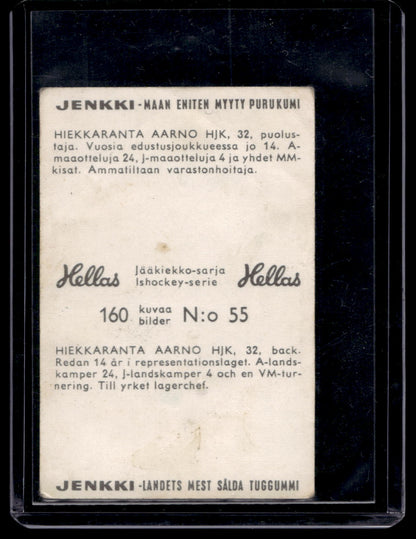 JENKKI - MAAN ENITEN MYYTY PURUKUMI
HIEKKARANTA AARNO HJK, 32, puolus-
taja. Vuosia edustusjoukkueessa jo 14. A-
maaotteluja 24, J-maaotteluja 4 ja yhdet MM-
kisat. Ammatiltaan varastonhoitaja.
Hellas Jääkiekko-sarja Hellas
Ishockey-serie
160 kuvaa N:o 55
bilder
HIEKKARANTA AARNO HJK, 32, back.
Redan 14 år i representationslaget. A-lands-
kamper 24, J-landskamper 4 och en VM-tur-
nering. Till yrket lagerchef.
JENKKI - LANDETS MEST SÅLDA TUGGUMMI